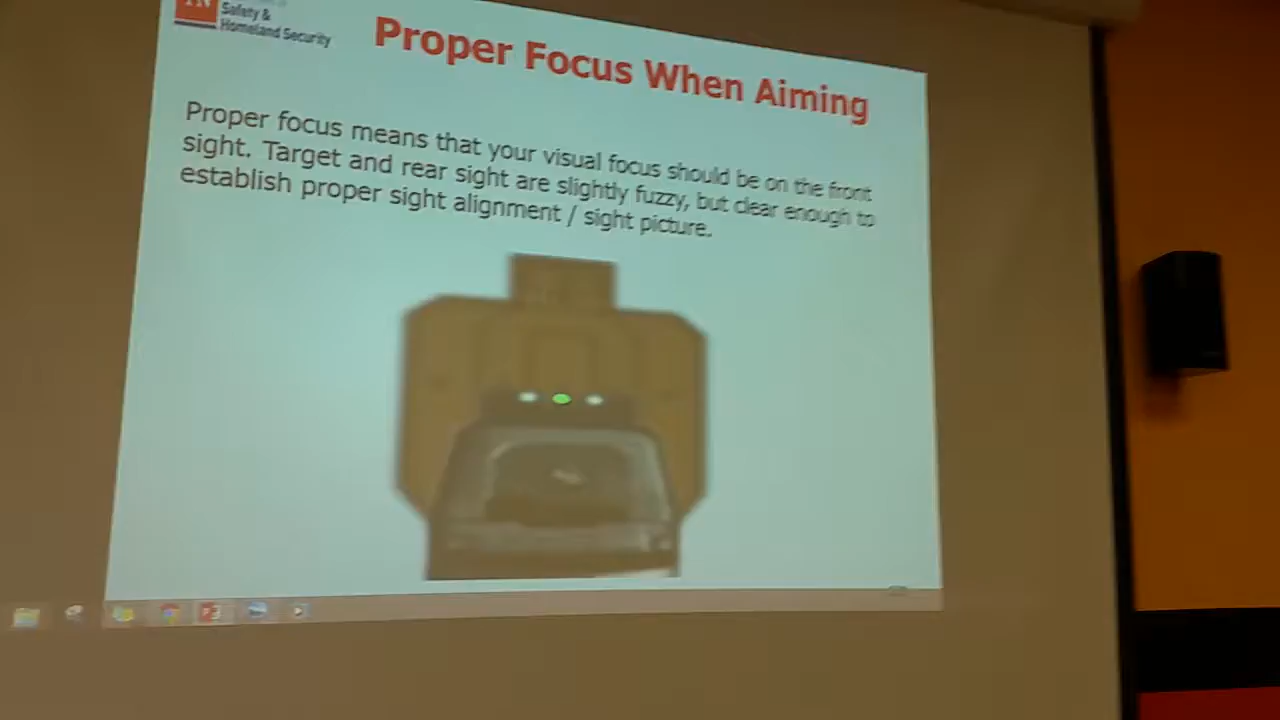 TN
Safety &
Homeland Security
Proper Focus When Aiming
Proper focus means that your visual focus should be on the front
sight. Target and rear sight are slightly fuzzy, but clear enough to
establish proper sight alignment / sight picture.